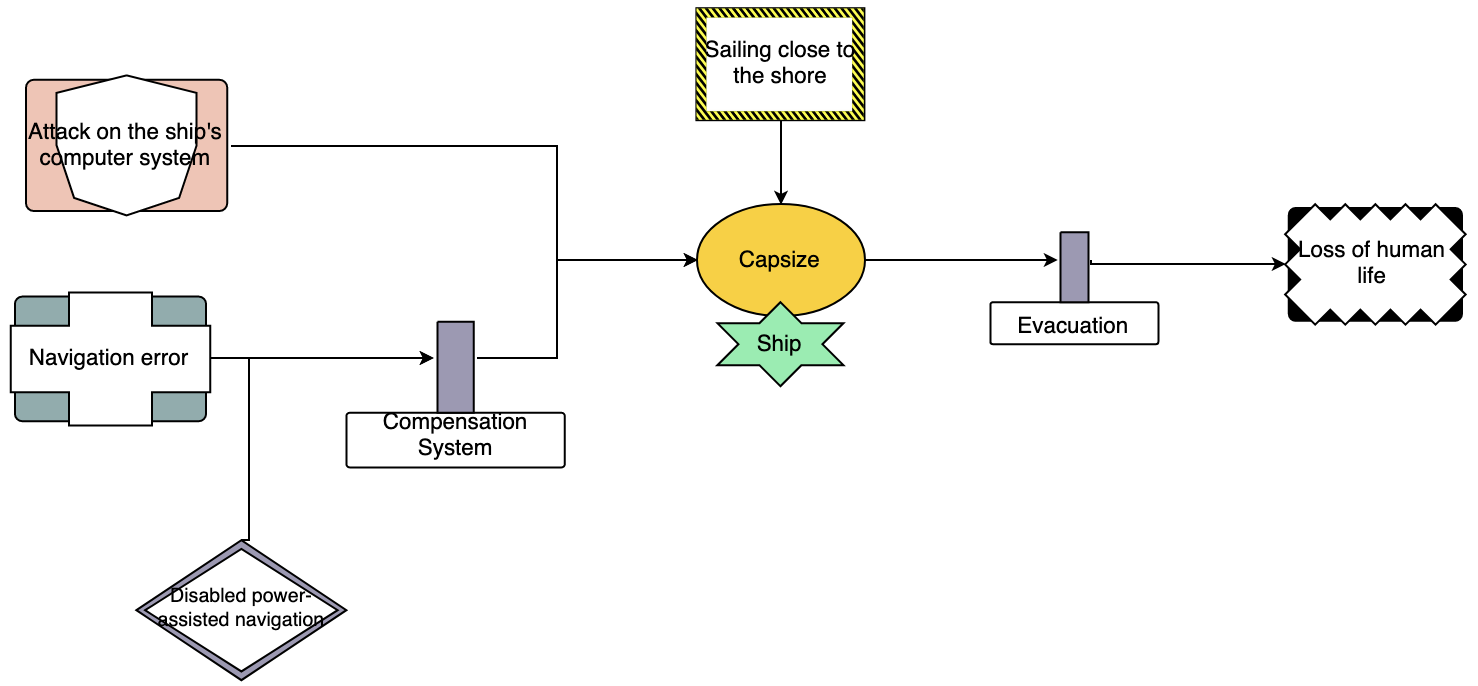 Sailing close to
the shore
Attack on the ship's
computer system
Capsize
Loss of human
life
Evacuation
Ship
Navigation error
Compensation
System
Disabled power-
assisted navigation